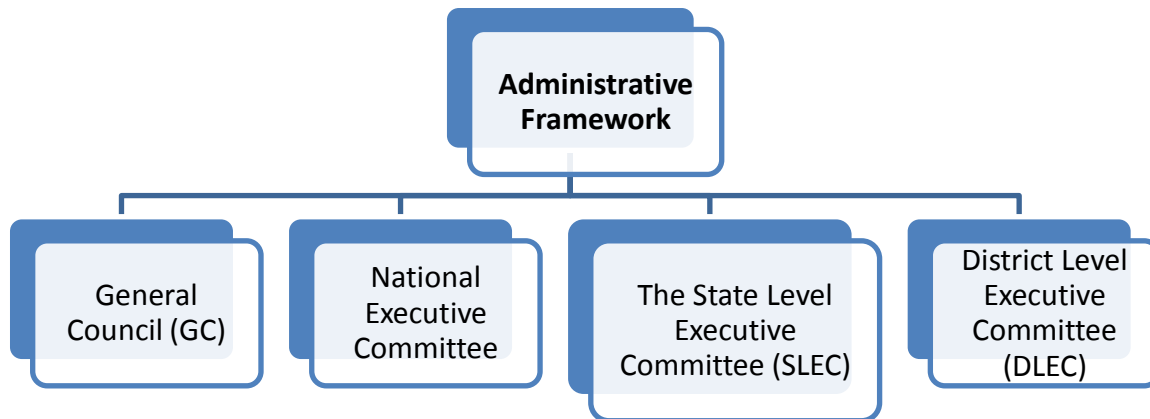 Administrative
Framework
General
Council (GC)
National
Executive
Committee
The State Level
Executive
Committee (SLEC)
District Level
Executive
Committee
(DLEC)